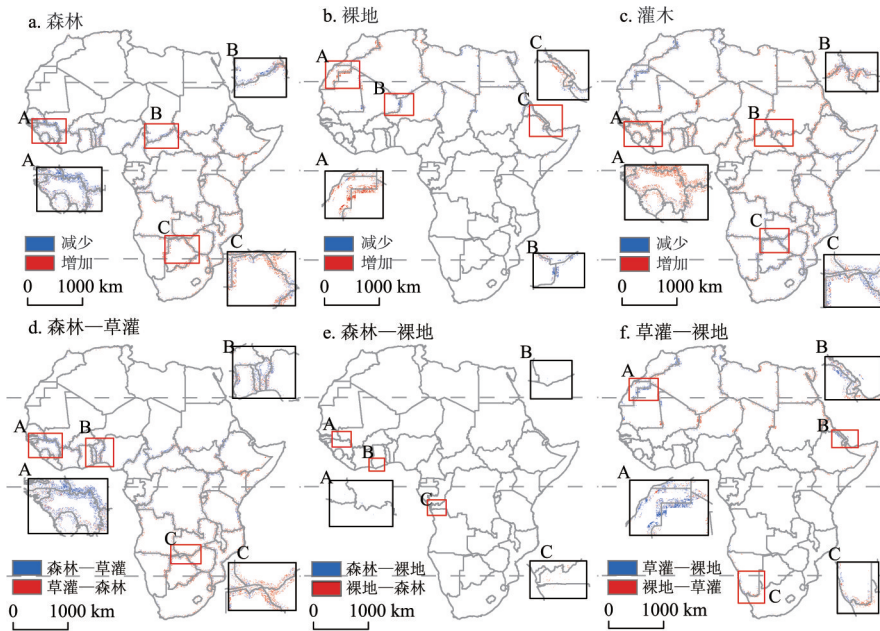 a. 森林
B
A
B
A
C
C
减少
增加
0 1000 km
b. 裸地
A
C
B
C
A
B
减少
增加
0 1000 km
c. 灌木
B
A
B
A
C
C
减少
增加
0 1000 km
d. 森林—草灌
B
A
B
A
C
C
森林—草灌
草灌—森林
0 1000 km
e. 森林—裸地
B
A
B
A
C
C
森林—裸地
裸地—森林
0 1000 km
f. 草灌—裸地
B
A
B
A
C
C
草灌—裸地
裸地—草灌
0 1000 km